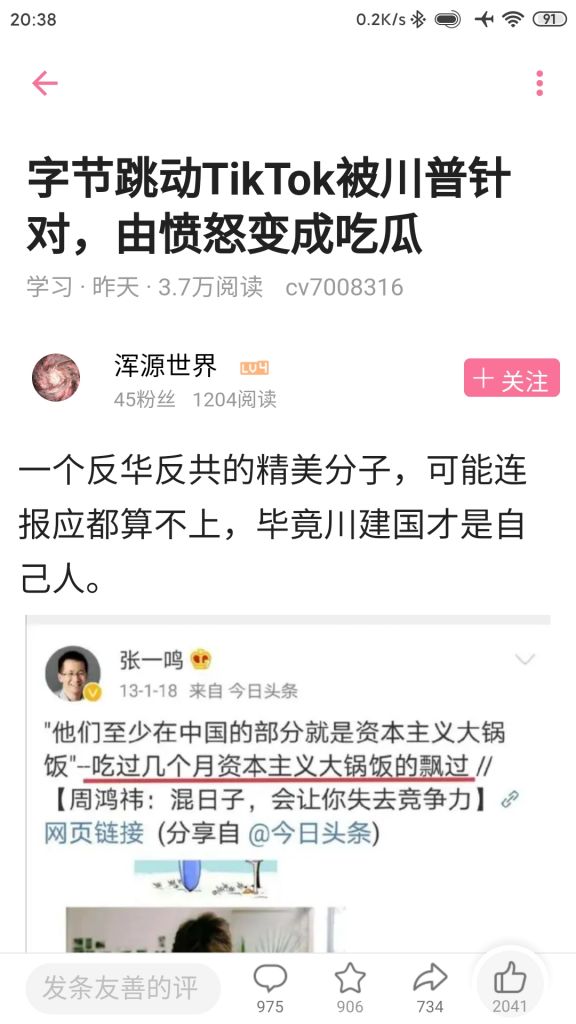 20:38
0.2K/s
91
字节跳动TikTok被川普针
对，由愤怒变成吃瓜
学习 · 昨天 · 3.7万阅读 cv7008316
浑源世界 LV4
45粉丝 1204阅读
＋ 关注
一个反华反共的精美分子，可能连
报应都算不上，毕竟川建国才是自
己人。
张一鸣
13-1-18 来自 今日头条
"他们至少在中国的部分就是资本主义大锅
饭"--吃过几个月资本主义大锅饭的飘过 //
【周鸿祎：混日子，会让你失去竞争力】
网页链接 (分享自 @今日头条)
发条友善的评
975
906
734
2041